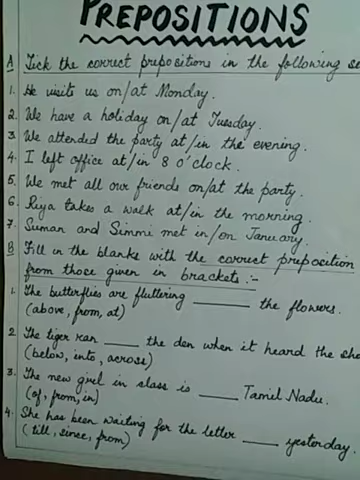 PREPOSITIONS
A Tick the correct prepositions in the following
1. He visits us on/at Monday.
2. We have a holiday on/at Tuesday.
3. We attended the party at/in the evening.
4. I left office at/in 8 o'clock.
5. We met all our friends on/at the party.
6. Riya takes a walk at/in the morning.
7. Suman and Simmi met in/on January.
B Fill in the blanks with the correct preposition
from those given in brackets:-
1. The butterflies are fluttering ______ the flowers.
(above, from, at)
2 The tiger ran ____ the den when it heard the
(below, into, across)
3. The new girl in class is ____ Tamil Nadu.
(of, from, in)
4. She has been waiting for the letter ____ yesterday.
(till, since, from)